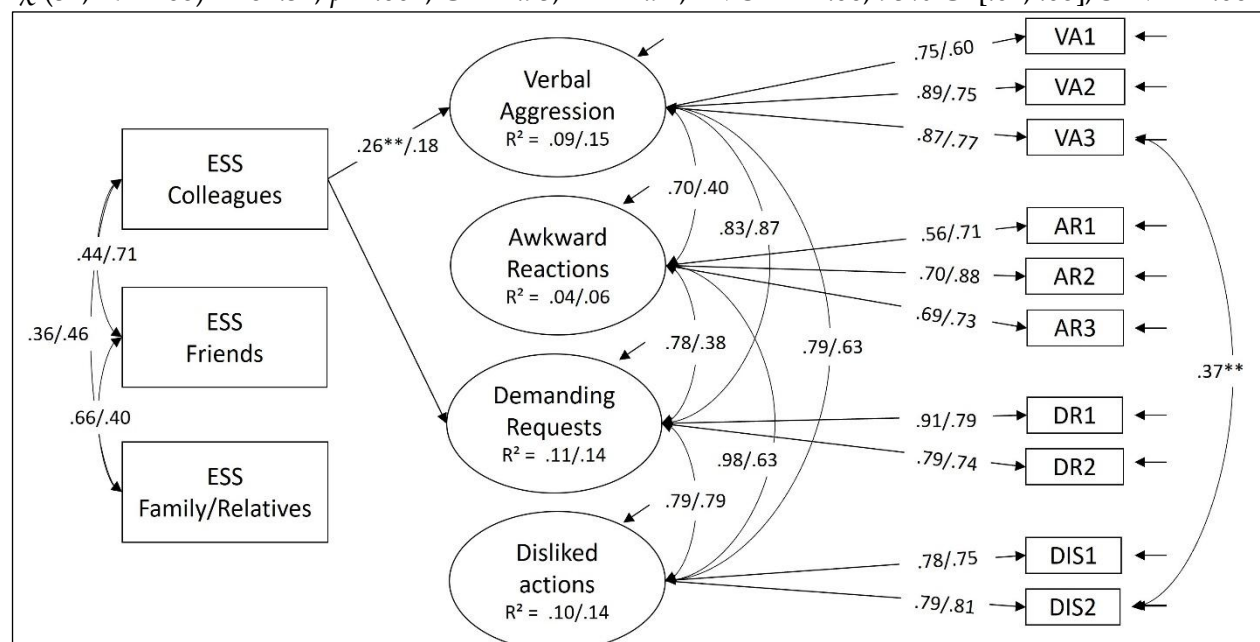 Verbal
Aggression
R² = .09/.15
Awkward
Reactions
R² = .04/.06
Demanding
Requests
R² = .11/.14
Disliked
actions
R² = .10/.14
ESS
Colleagues
ESS
Friends
ESS
Family/Relatives
.44/.71
.36/.46
.66/.40
.26**/.18
.70/.40
.83/.87
.78/.38
.79/.63
.98/.63
.79/.79
.75/.60
.89/.75
.87/.77
.56/.71
.70/.88
.69/.73
.91/.79
.79/.74
.78/.75
.79/.81
VA1
VA2
VA3
AR1
AR2
AR3
DR1
DR2
DIS1
DIS2
.37**